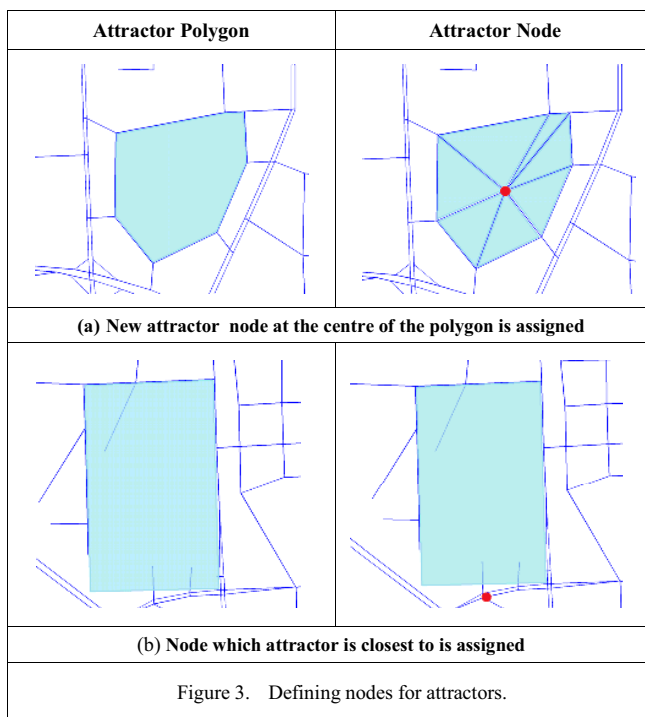 Attractor Polygon
Attractor Node
(a) New attractor node at the centre of the polygon is assigned
(b) Node which attractor is closest to is assigned
Figure 3. Defining nodes for attractors.